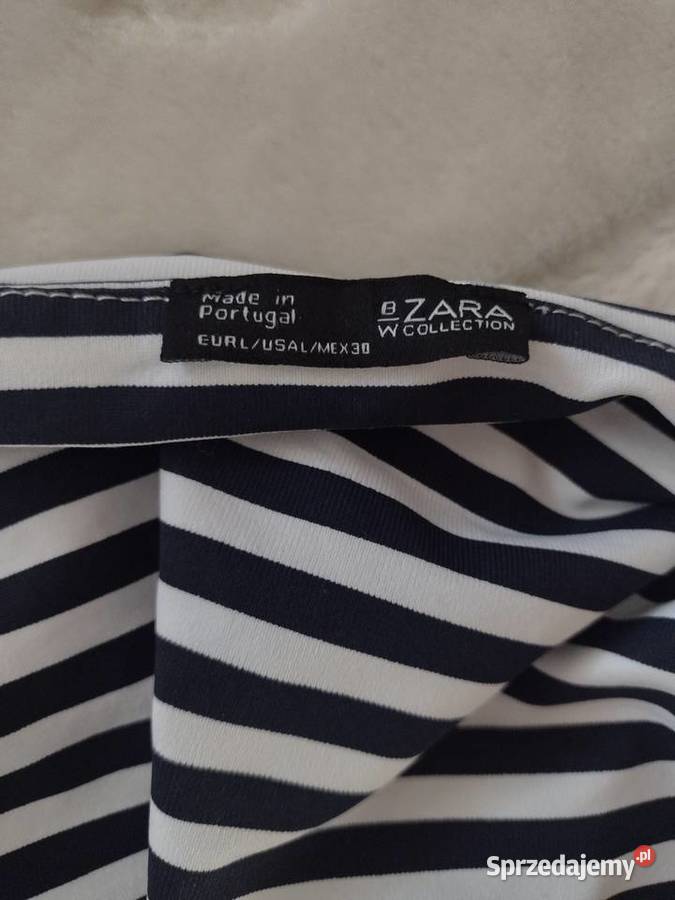 Made in
Portugal
EUR L/USA L/MEX 30
B
W
ZARA
COLLECTION
Sprzedajemy.pl